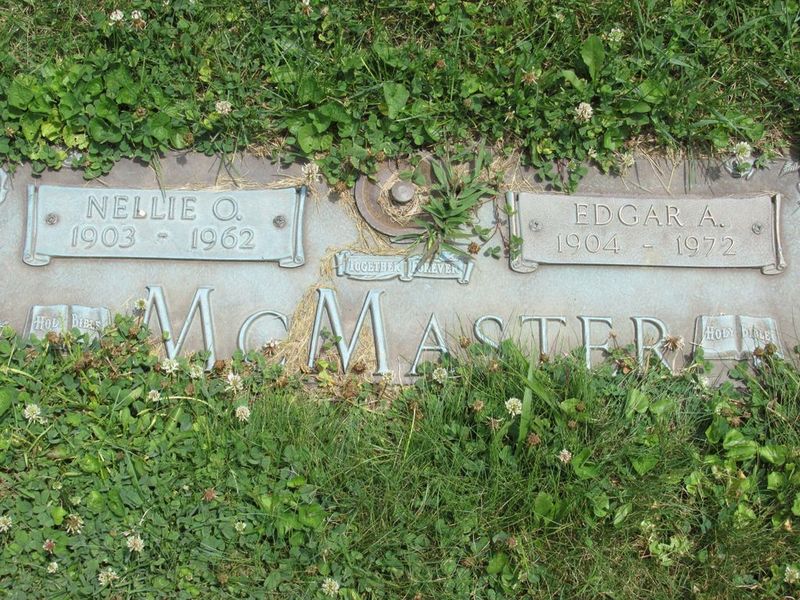 NELLIE O.
1903 - 1962
EDGAR A.
1904 - 1972
TOGETHER FOREVER
HOLY BIBLE
MCMASTER
HOLY BIBLE